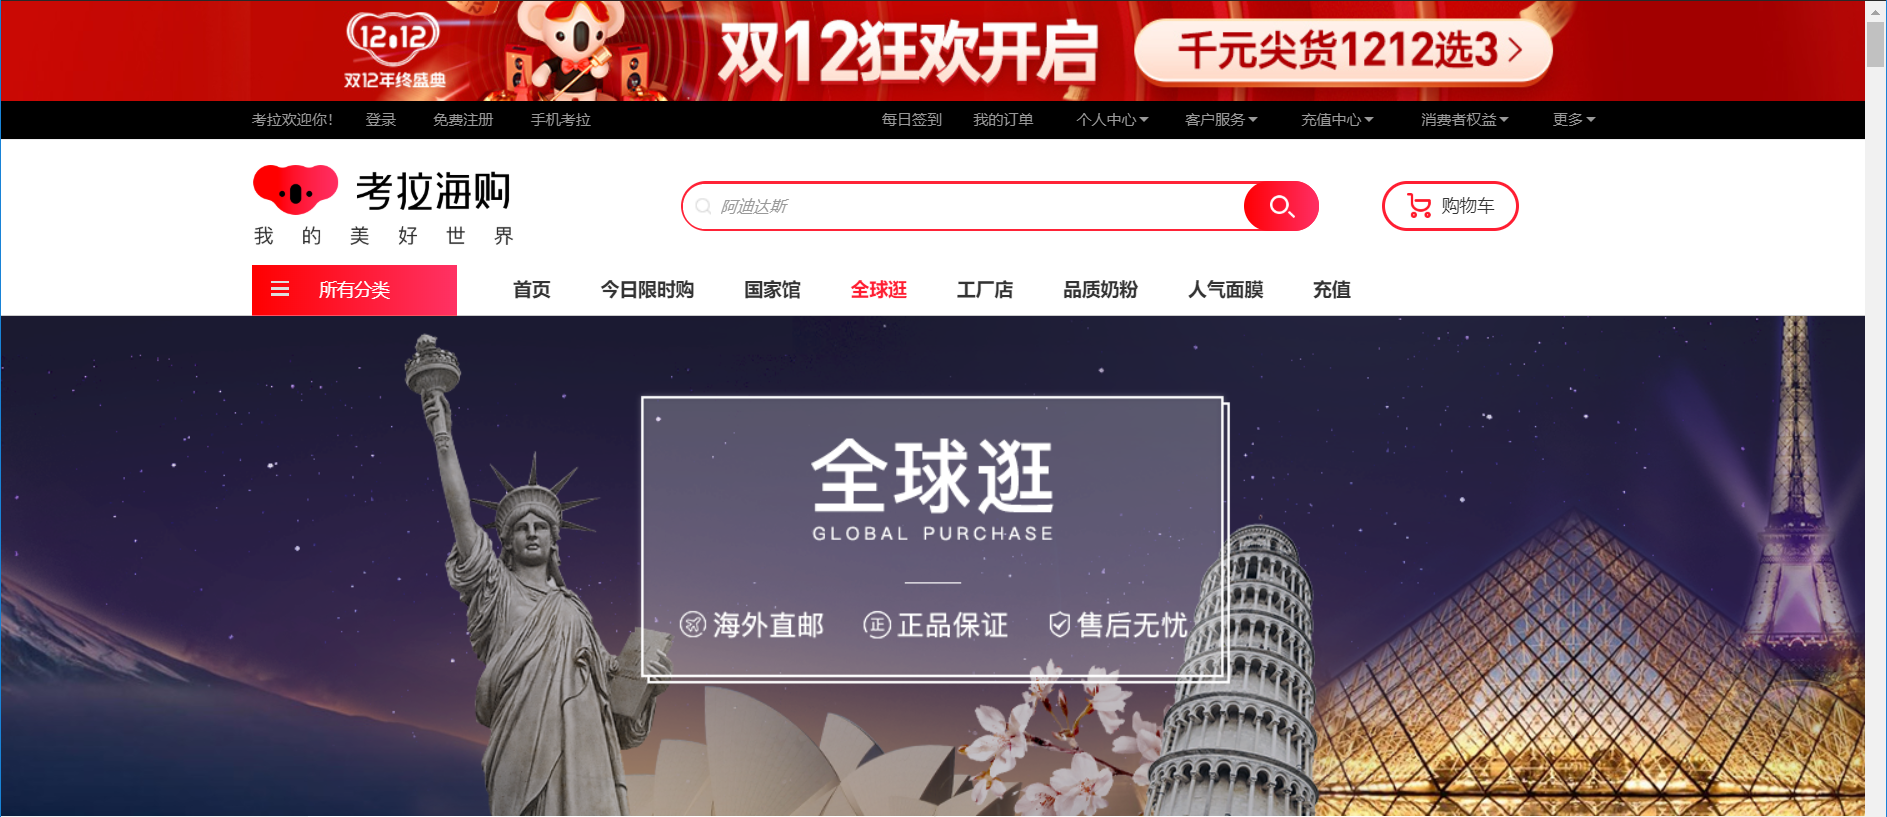 12.12
双12年终盛典
双12狂欢开启
千元尖货1212选3
考拉欢迎你! 登录 免费注册 手机考拉 每日签到 我的订单 个人中心 客户服务 充值中心 消费者权益 更多
考拉海购
我的美好世界
阿迪达斯
购物车
所有分类 首页 今日限时购 国家馆 全球逛 工厂店 品质奶粉 人气面膜 充值
全球逛
GLOBAL PURCHASE
海外直邮 正 正品保证 售后无忧